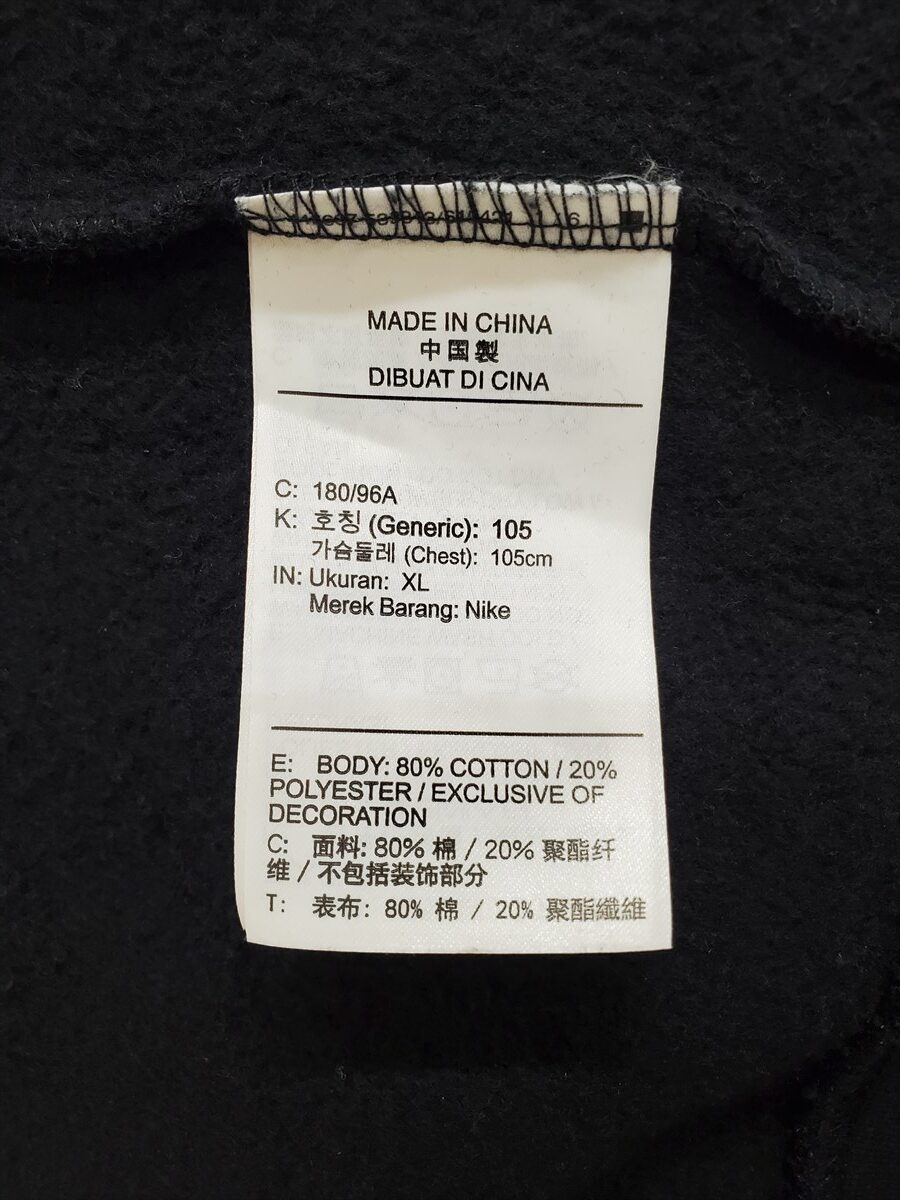 MADE IN CHINA
中国製
DIBUAT DI CINA
C: 180/96A
K: 호칭 (Generic): 105
가슴둘레 (Chest): 105cm
IN: Ukuran: XL
Merek Barang: Nike
E: BODY: 80% COTTON / 20%
POLYESTER / EXCLUSIVE OF
DECORATION
C: 面料: 80% 棉 / 20% 聚酯纤
维 / 不包括装饰部分
T: 表布: 80% 棉 / 20% 聚酯纖維